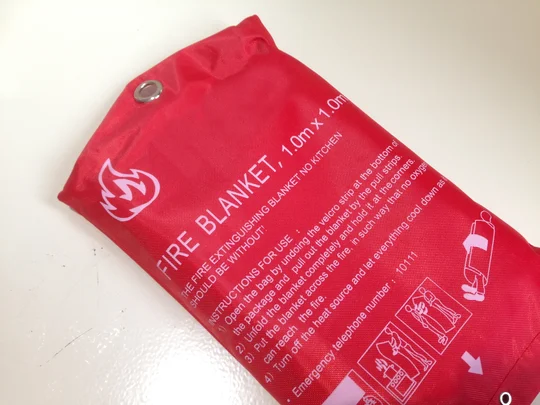 FIRE BLANKET, 1.0m x 1.0m
THE FIRE EXTINGUISHING BLANKET NO KITCHEN
SHOULD BE WITHOUT'
INSTRUCTIONS FOR USE :
1) Open the bag by undoing the velcro strip at the bottom of
the package and pull out the blanket by the pull strips.
2) Unfold the blanket completely and hold it at the corners.
3) Put the blanket across the fire, in such way that no oxyge
can reach the fire.
4) Turn off the heat source and let everything cool down
Emergency telephone number : 10111